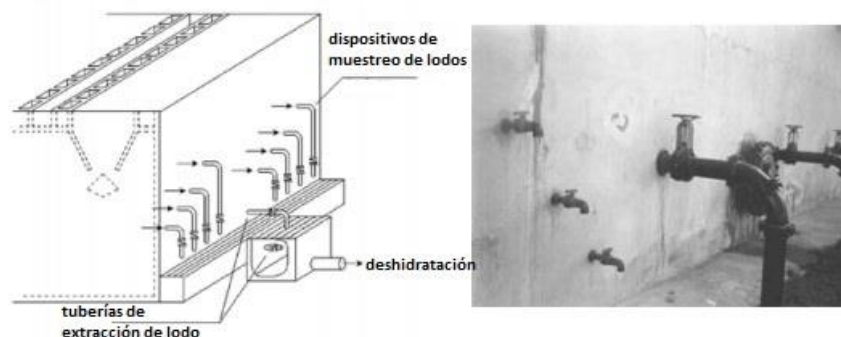 dispositivos de
muestreo de lodos
deshidratación
tuberías de
extracción de lodo